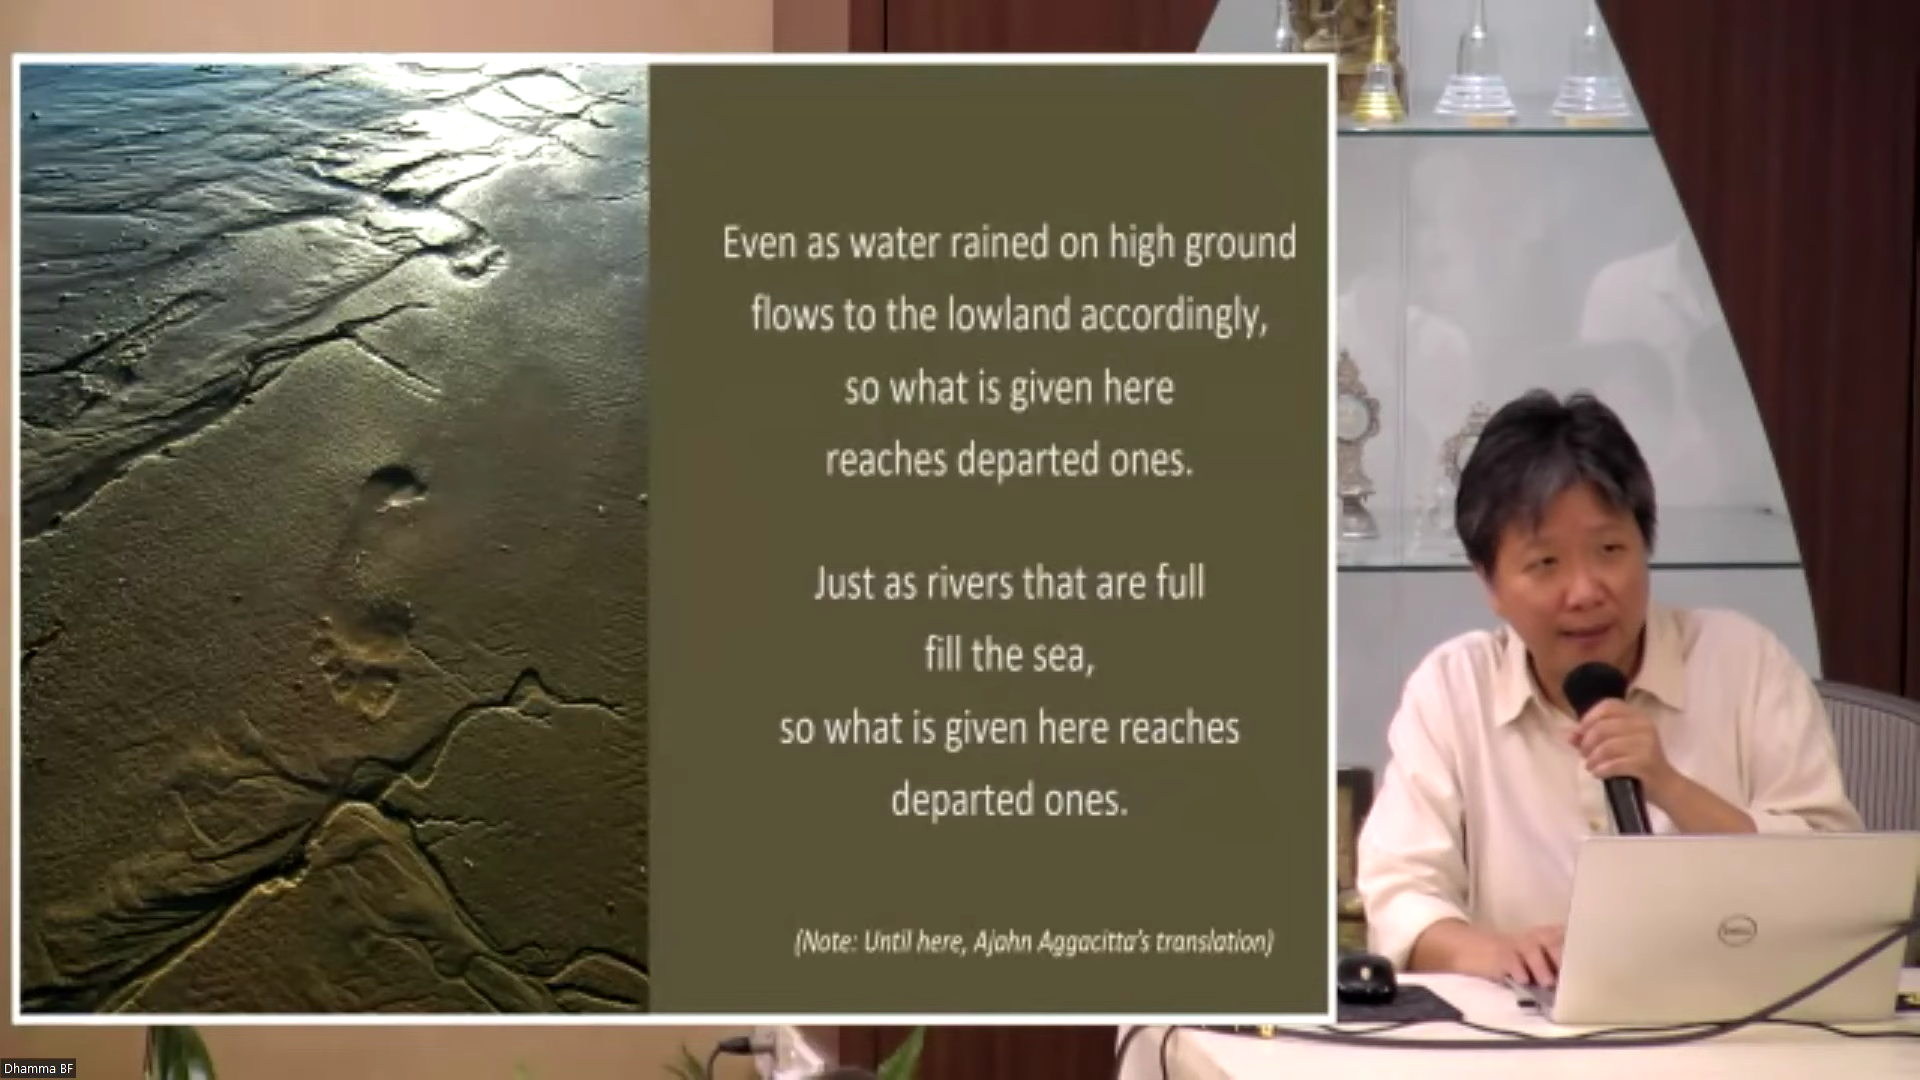 Even as water rained on high ground
flows to the lowland accordingly,
so what is given here
reaches departed ones.
Just as rivers that are full
fill the sea,
so what is given here reaches
departed ones.
(Note: Until here, Ajahn Aggacitta's translation)
DELL
Dhamma BF